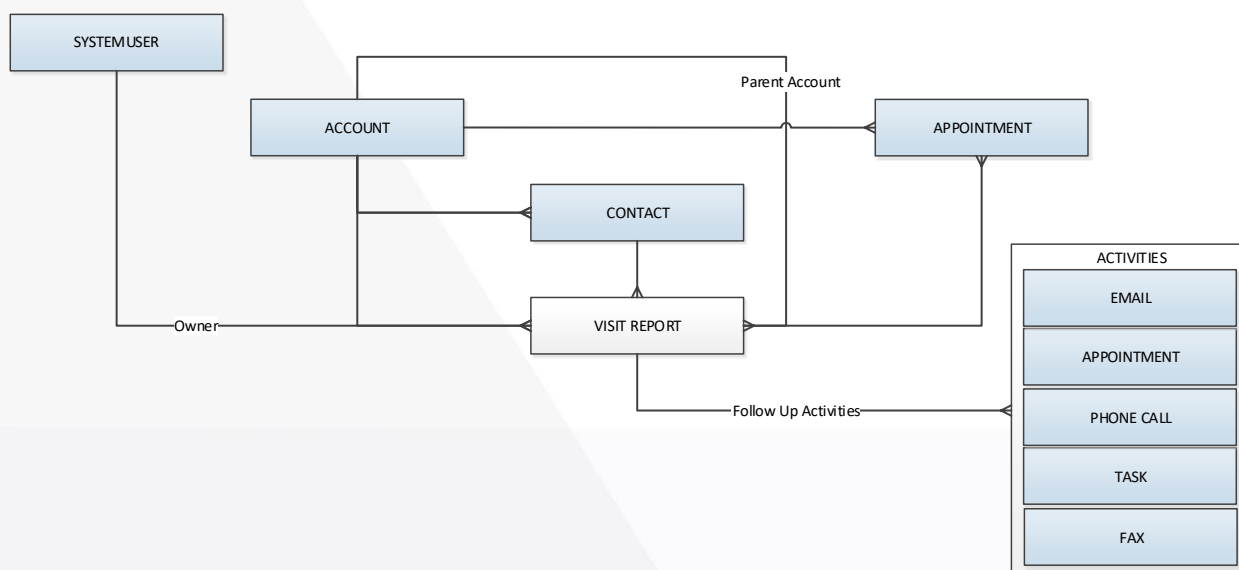 SYSTEMUSER
Parent Account
ACCOUNT
APPOINTMENT
CONTACT
ACTIVITIES
EMAIL
Owner
VISIT REPORT
APPOINTMENT
Follow Up Activities
PHONE CALL
TASK
FAX